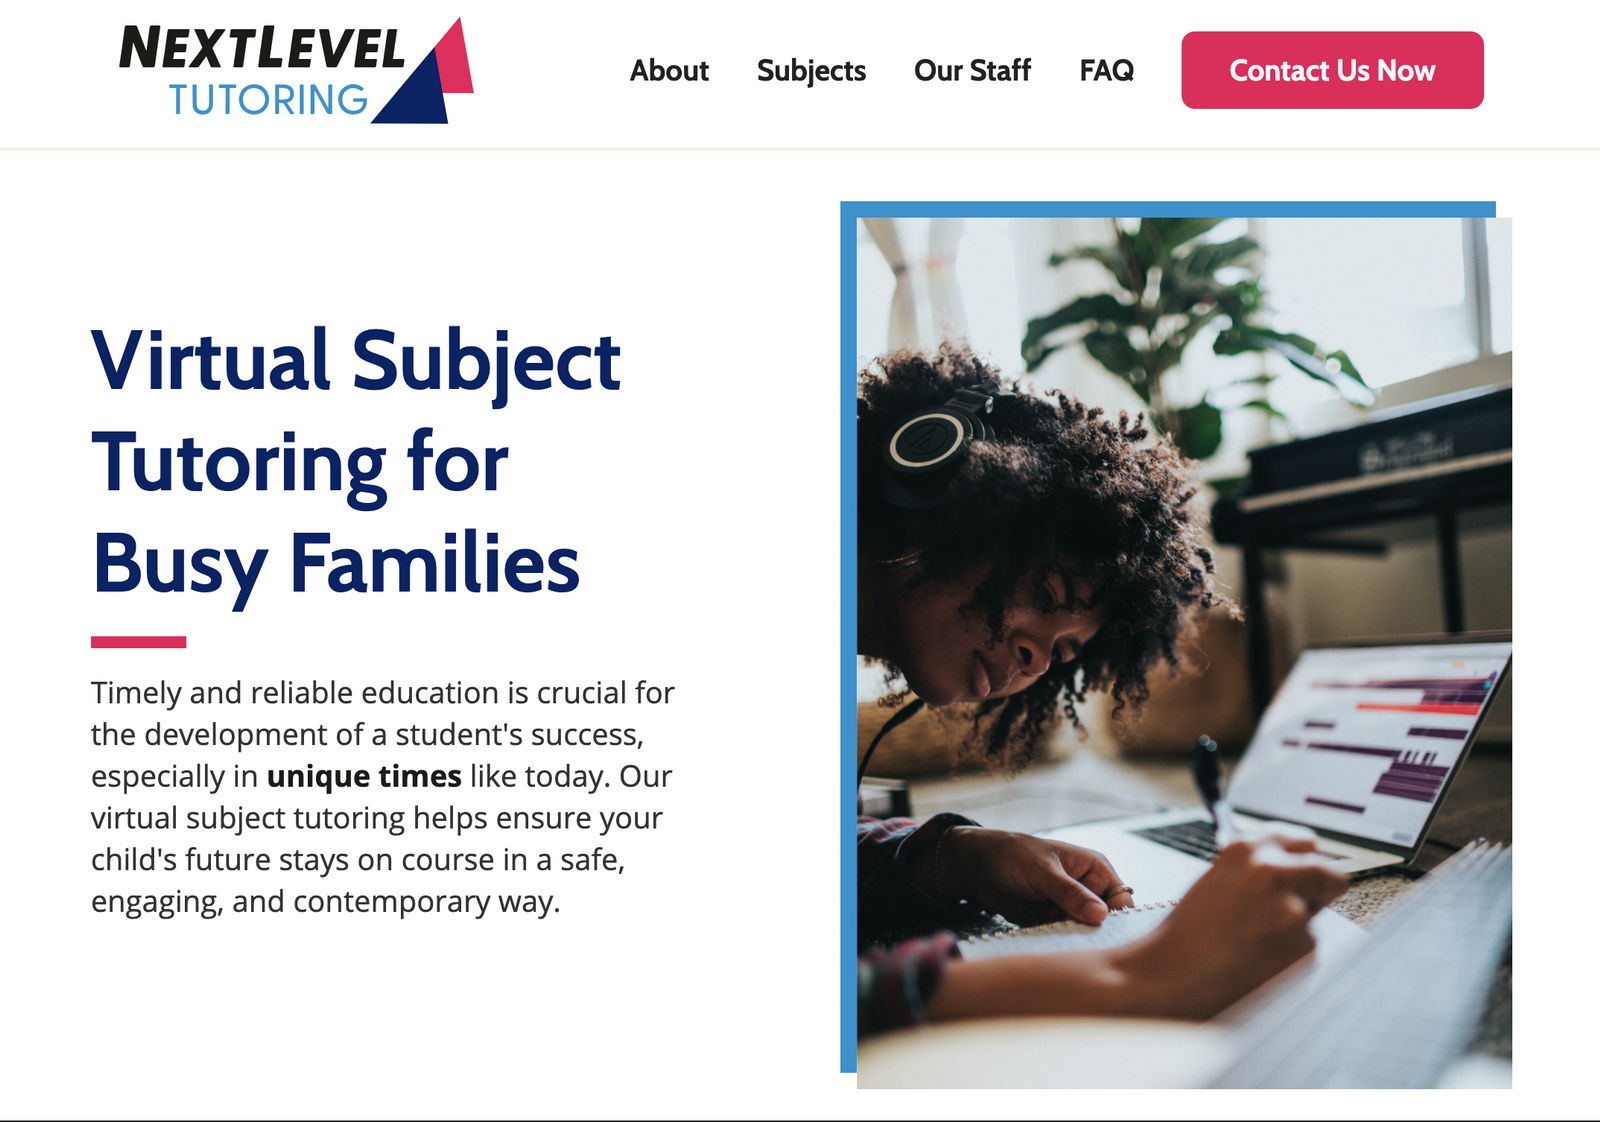 NEXTLEVEL
TUTORING
About
Subjects
Our Staff
FAQ
Contact Us Now
Virtual Subject
Tutoring for
Busy Families
Timely and reliable education is crucial for
the development of a student's success,
especially in unique times like today. Our
virtual subject tutoring helps ensure your
child's future stays on course in a safe,
engaging, and contemporary way.